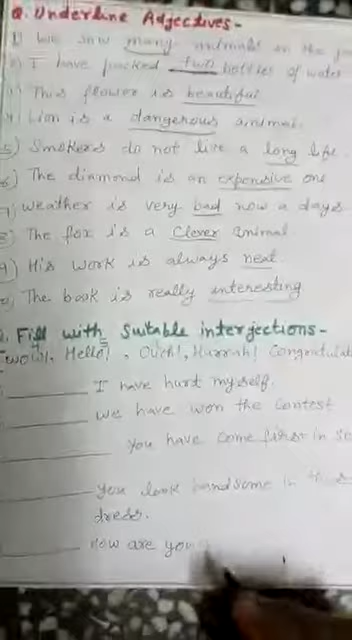 Q. Underline Adjectives-
1) We saw many animals in the
2) I have packed two bottles of water
3) This flower is beautiful
4) Lion is a dangerous animal.
5) Smokers do not live a long life.
6) The diamond is an expensive one
7) weather is very bad now a days
8) The fox is a clever animal
9) His work is always neat.
The book is really interesting
Fill with suitable interjections-
[wow!, Hello!, Ouch!, Hurrah! Congratulat
I have hurt myself.
we have won the contest
you have come first in
you look handsome in
dress.
How are you